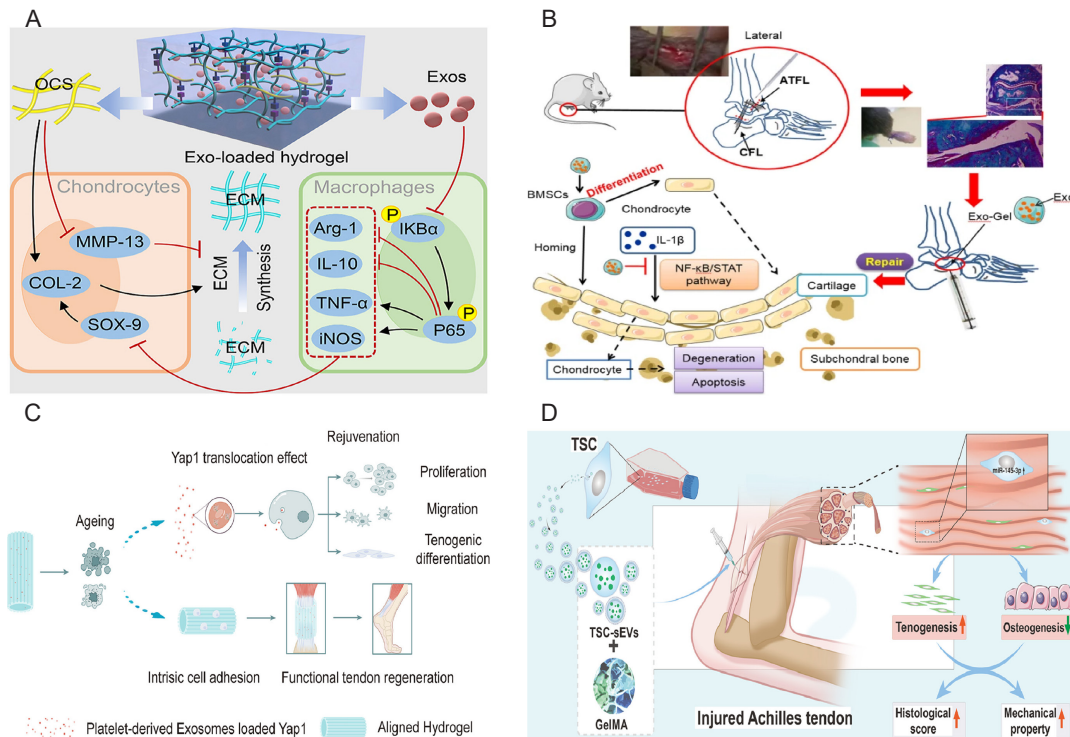 A
OCS
Exos
Exo-loaded hydrogel
Chondrocytes
ECM
Macrophages
MMP-13
COL-2
SOX-9
ECM
Synthesis
ECM
Arg-1
IL-10
TNF-α
iNOS
P
IKBα
P
P65
B
Lateral
ATFL
CFL
BMSCs
Differentiation
Chondrocyte
Homing
IL-1β
NF-κB/STAT
pathway
Exo-Gel
Exo
Repair
Cartilage
Chondrocyte
Degeneration
Apoptosis
Subchondral bone
C
Ageing
Yap1 translocation effect
Rejuvenation
Proliferation
Migration
Tenogenic
differentiation
Intrisic cell adhesion
Functional tendon regeneration
Platelet-derived Exosomes loaded Yap1
Aligned Hydrogel
D
TSC
TSC-sEVs
+
GelMA
Injured Achilles tendon
miR-145-3p
Tenogenesis
Osteogenesis
Histological
score
Mechanical
property